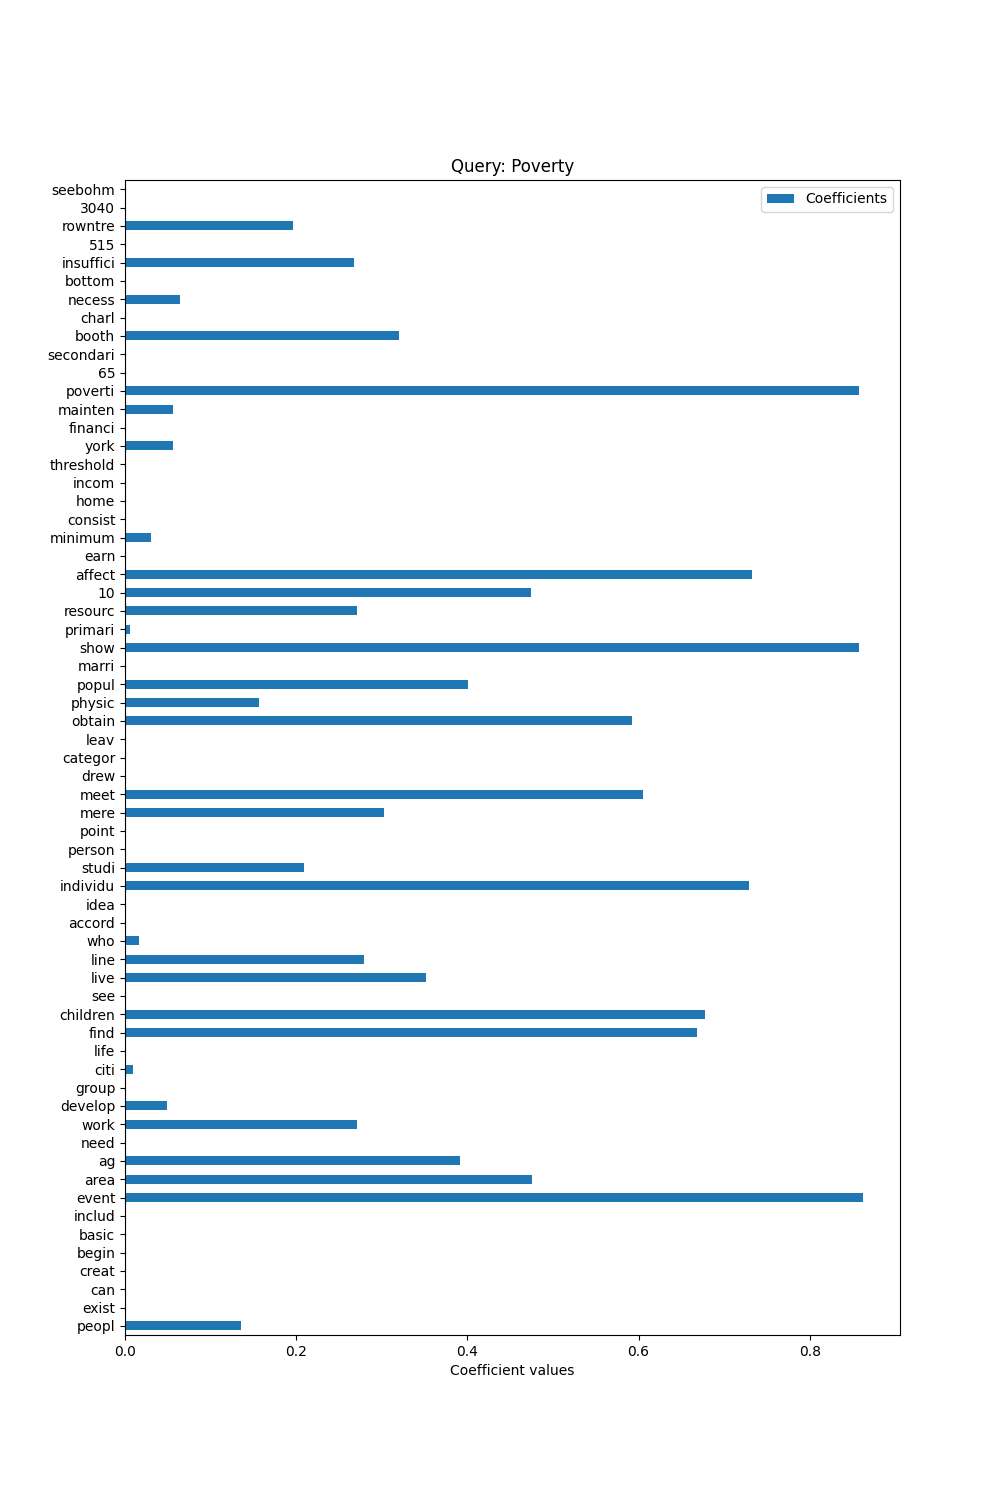 Query: Poverty
Coefficients
seebohm
3040
rowntre
515
insuffici
bottom
necess
charl
booth
secondari
65
poverti
mainten
financi
york
threshold
incom
home
consist
minimum
earn
affect
10
resourc
primari
show
marri
popul
physic
obtain
leav
categor
drew
meet
mere
point
person
studi
individu
idea
accord
who
line
live
see
children
find
life
citi
group
develop
work
need
ag
area
event
includ
basic
begin
creat
can
exist
peopl
0.0 0.2 0.4 0.6 0.8
Coefficient values